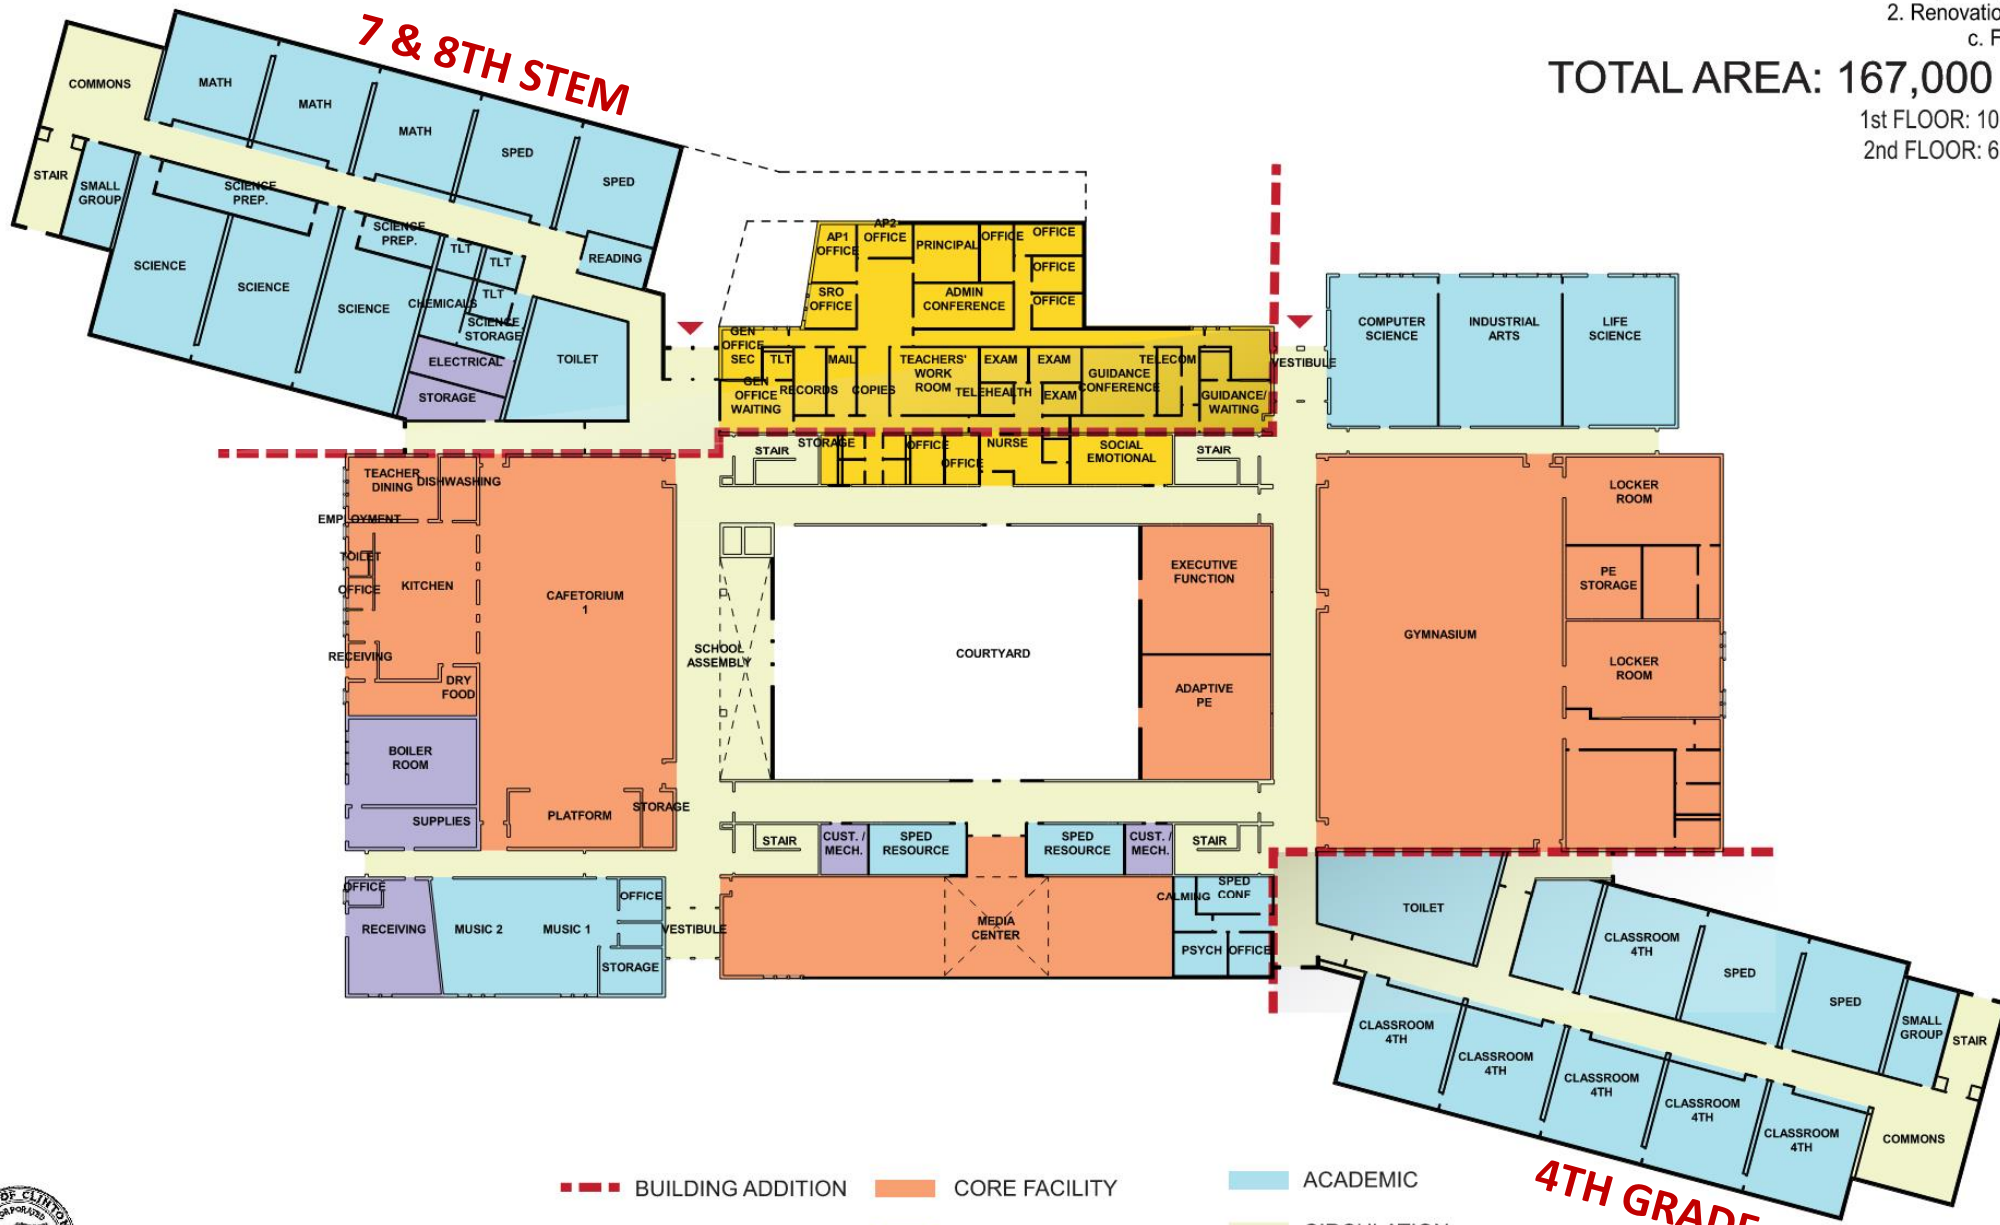 2. Renovatio
c. F
TOTAL AREA: 167,000
1st FLOOR: 10
2nd FLOOR: 6
7 & 8TH STEM
COMMONS
MATH
MATH
MATH
SPED
SPED
STAIR
SMALL
GROUP
SCIENCE
PREP.
SCIENCE
PREP.
TLT
TLT
TLT
READING
SCIENCE
SCIENCE
SCIENCE
CHEMICALS
SCIENCE
STORAGE
ELECTRICAL
STORAGE
TOILET
AP1
OFFICE
AP2
OFFICE
PRINCIPAL
OFFICE
OFFICE
OFFICE
OFFICE
SRO
OFFICE
ADMIN
CONFERENCE
GEN
OFFICE
SEC
TLT
MAIL
GEN
OFFICE
WAITING
RECORDS
COPIES
TEACHERS'
WORK
ROOM
EXAM
EXAM
TELEHEALTH
EXAM
GUIDANCE
CONFERENCE
TELECOM
GUIDANCE/
WAITING
VESTIBULE
COMPUTER
SCIENCE
INDUSTRIAL
ARTS
LIFE
SCIENCE
STAIR
STORAGE
OFFICE
OFFICE
NURSE
SOCIAL
EMOTIONAL
STAIR
TEACHER
DINING
DISHWASHING
EMPLOYMENT
TOILET
OFFICE
KITCHEN
RECEIVING
DRY
FOOD
CAFETORIUM
1
BOILER
ROOM
SUPPLIES
PLATFORM
STORAGE
SCHOOL
ASSEMBLY
COURTYARD
EXECUTIVE
FUNCTION
ADAPTIVE
PE
GYMNASIUM
LOCKER
ROOM
PE
STORAGE
LOCKER
ROOM
STAIR
CUST. /
MECH.
SPED
RESOURCE
SPED
RESOURCE
CUST. /
MECH.
STAIR
OFFICE
RECEIVING
MUSIC 2
MUSIC 1
OFFICE
STORAGE
VESTIBULE
MEDIA
CENTER
CALMING
SPED
CONF
PSYCH
OFFICE
TOILET
CLASSROOM
4TH
SPED
SPED
SMALL
GROUP
STAIR
CLASSROOM
4TH
CLASSROOM
4TH
CLASSROOM
4TH
CLASSROOM
4TH
CLASSROOM
4TH
COMMONS
4TH GRADE
BUILDING ADDITION
CORE FACILITY
ACADEMIC
CIRCULATION
OF CLINTON